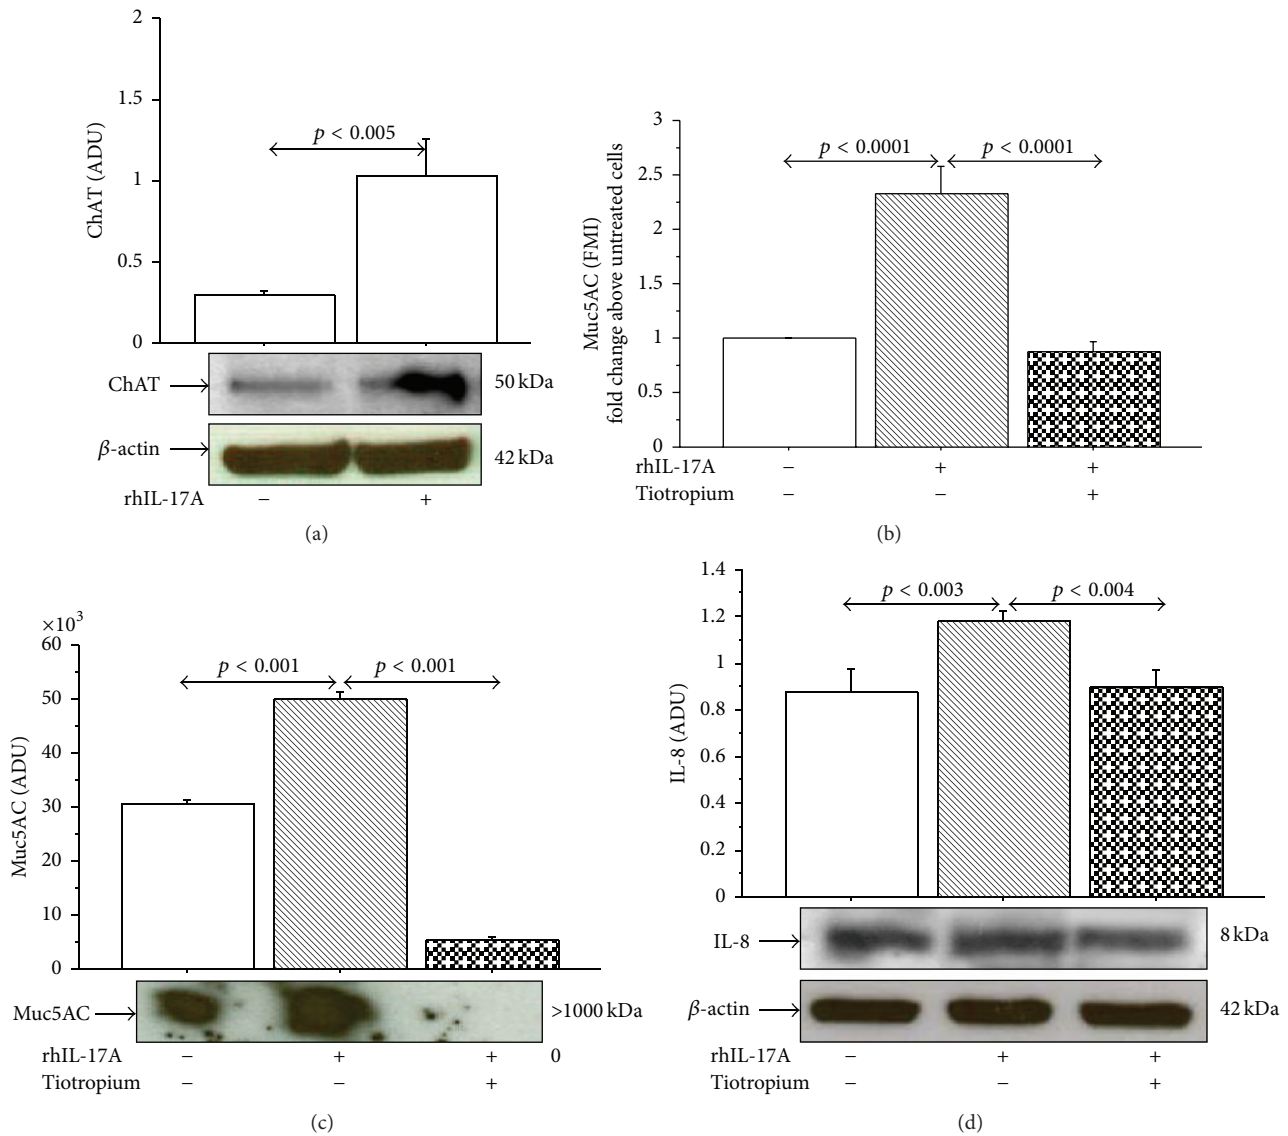 2
1.5
1
0.5
0
ChAT (ADU)
p < 0.005
ChAT
50 kDa
β-actin
42 kDa
rhIL-17A − +
(a)
3
2.5
2
1.5
1
0.5
0
Muc5AC (FMI)
fold change above untreated cells
p < 0.0001 p < 0.0001
rhIL-17A − + +
Tiotropium − − +
(b)
×10³
60
50
40
30
20
10
0
Muc5AC (ADU)
p < 0.001 p < 0.001
Muc5AC
>1000 kDa
rhIL-17A − + + 0
Tiotropium − − +
(c)
1.4
1.2
1
0.8
0.6
0.4
0.2
0
IL-8 (ADU)
p < 0.003 p < 0.004
IL-8
8 kDa
β-actin
42 kDa
rhIL-17A − + +
Tiotropium − − +
(d)